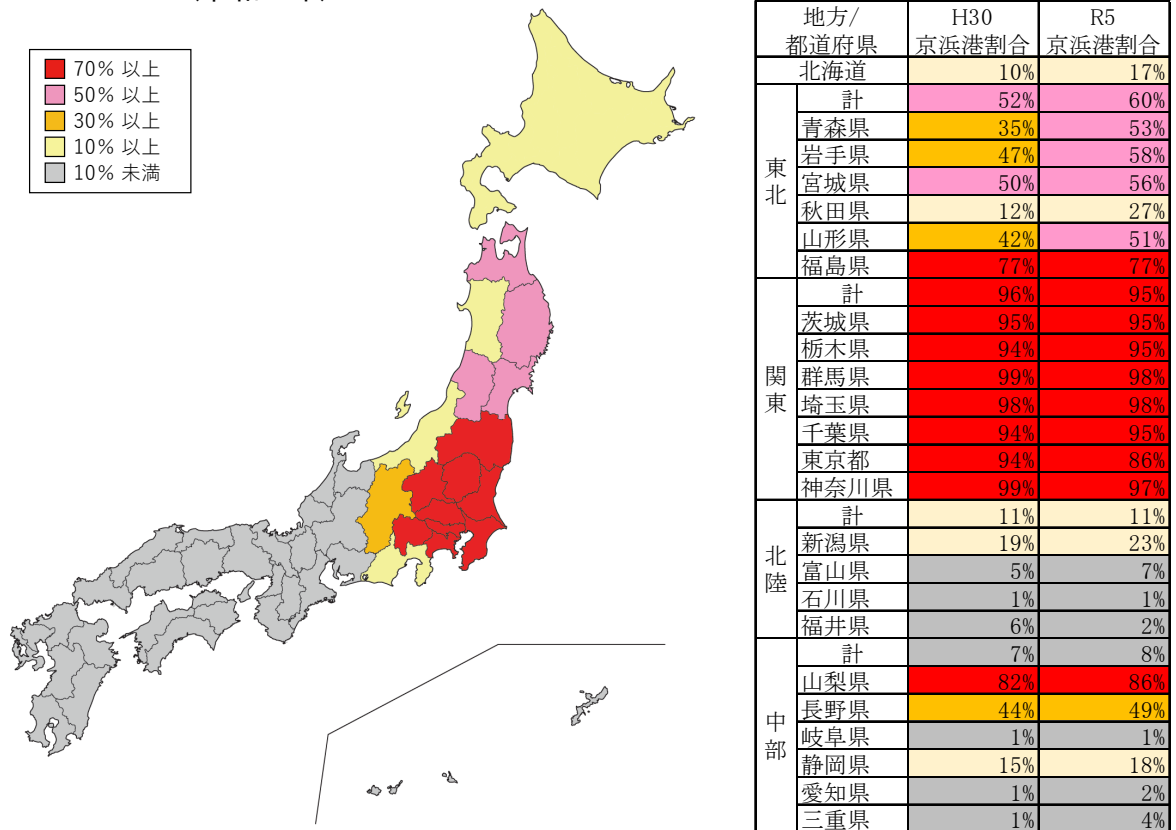 70% 以上
50% 以上
30% 以上
10% 以上
10% 未満
地方/
都道府県 H30
京浜港割合 R5
京浜港割合
北海道 10% 17%
東北
計 52% 60%
青森県 35% 53%
岩手県 47% 58%
宮城県 50% 56%
秋田県 12% 27%
山形県 42% 51%
福島県 77% 77%
関東
計 96% 95%
茨城県 95% 95%
栃木県 94% 95%
群馬県 99% 98%
埼玉県 98% 98%
千葉県 94% 95%
東京都 94% 86%
神奈川県 99% 97%
北陸
計 11% 11%
新潟県 19% 23%
富山県 5% 7%
石川県 1% 1%
福井県 6% 2%
中部
計 7% 8%
山梨県 82% 86%
長野県 44% 49%
岐阜県 1% 1%
静岡県 15% 18%
愛知県 1% 2%
三重県 1% 4%